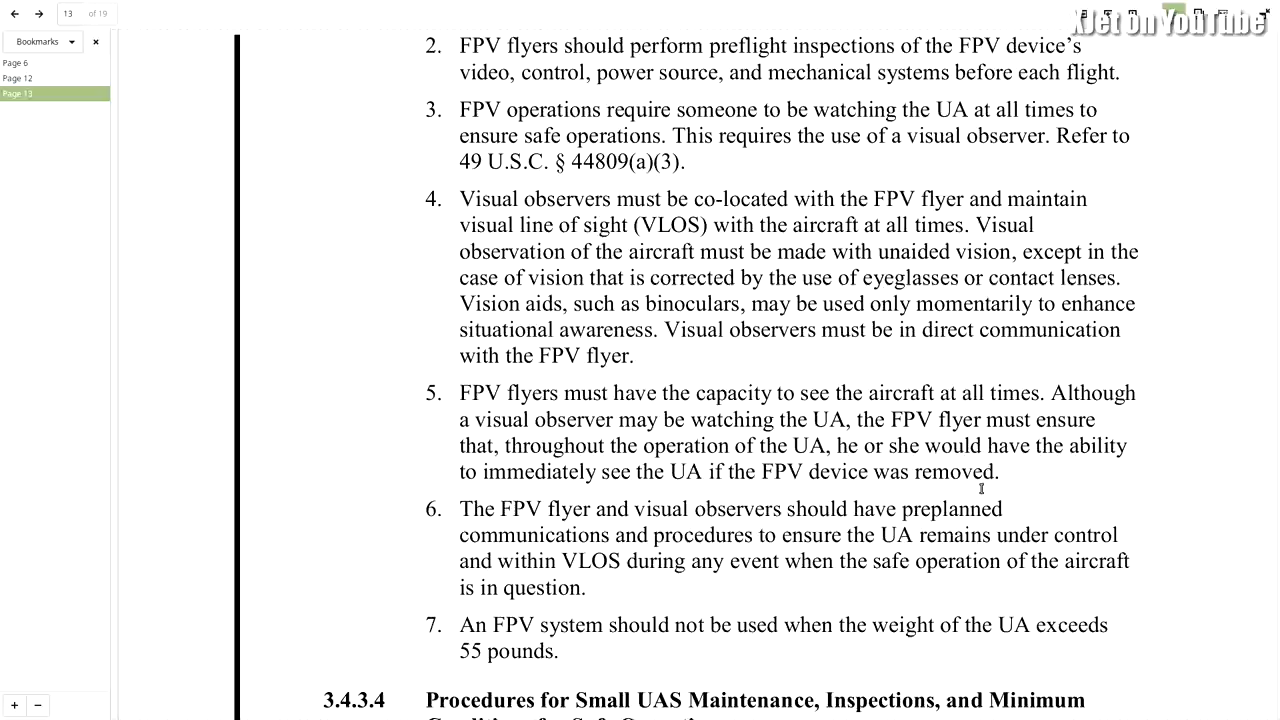 13 of 19
XJet on YouTube
Bookmarks
Page 6
Page 12
Page 13
2. FPV flyers should perform preflight inspections of the FPV device's
video, control, power source, and mechanical systems before each flight.
3. FPV operations require someone to be watching the UA at all times to
ensure safe operations. This requires the use of a visual observer. Refer to
49 U.S.C. § 44809(a)(3).
4. Visual observers must be co-located with the FPV flyer and maintain
visual line of sight (VLOS) with the aircraft at all times. Visual
observation of the aircraft must be made with unaided vision, except in the
case of vision that is corrected by the use of eyeglasses or contact lenses.
Vision aids, such as binoculars, may be used only momentarily to enhance
situational awareness. Visual observers must be in direct communication
with the FPV flyer.
5. FPV flyers must have the capacity to see the aircraft at all times. Although
a visual observer may be watching the UA, the FPV flyer must ensure
that, throughout the operation of the UA, he or she would have the ability
to immediately see the UA if the FPV device was removed.
6. The FPV flyer and visual observers should have preplanned
communications and procedures to ensure the UA remains under control
and within VLOS during any event when the safe operation of the aircraft
is in question.
7. An FPV system should not be used when the weight of the UA exceeds
55 pounds.
3.4.3.4 Procedures for Small UAS Maintenance, Inspections, and Minimum